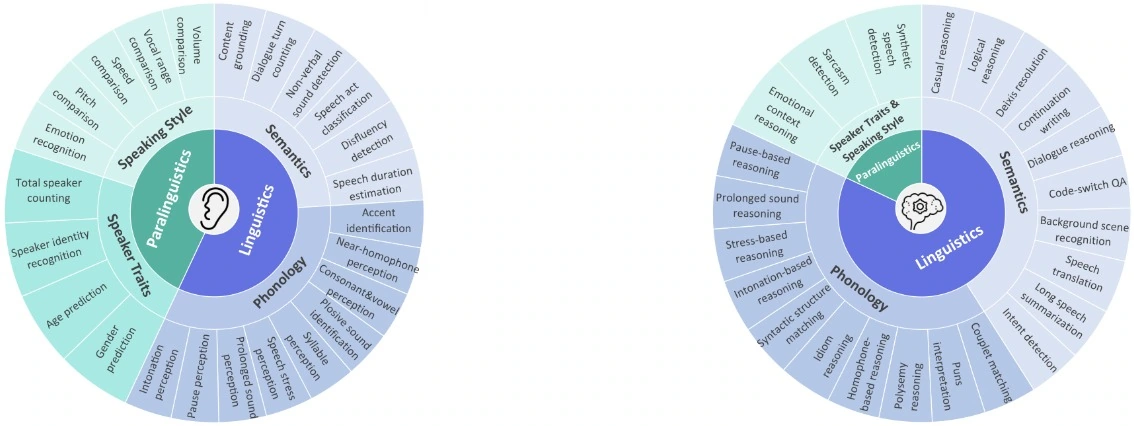 Paralinguistics
Linguistics
Speaking Style
Speaker Traits
Semantics
Phonology
Volume
comparison
Vocal range
comparison
Speed
comparison
Pitch
comparison
Emotion
recognition
Total speaker
counting
Speaker identity
recognition
Age prediction
Gender
prediction
Content
grounding
Dialogue turn
counting
Non-verbal
sound detection
Speech act
classification
Disfluency
detection
Speech duration
estimation
Accent
identification
Near-homophone
perception
Consonant&vowel
perception
Plosive sound
identification
Syllable
perception
Speech stress
perception
Prolonged sound
perception
Pause perception
Intonation
perception
Paralinguistics
Linguistics
Speaker Traits &
Speaking Style
Semantics
Phonology
Synthetic
speech
detection
Sarcasm
detection
Emotional
context
reasoning
Casual reasoning
Logical
reasoning
Deixis resolution
Continuation
writing
Dialogue reasoning
Code-switch QA
Background scene
recognition
Speech
translation
Long speech
summarization
Intent detection
Couplet matching
Puns
interpretation
Polysemy
reasoning
Homophone-
based reasoning
Idiom
reasoning
Syntactic structure
matching
Intonation-based
reasoning
Stress-based
reasoning
Prolonged sound
reasoning
Pause-based
reasoning